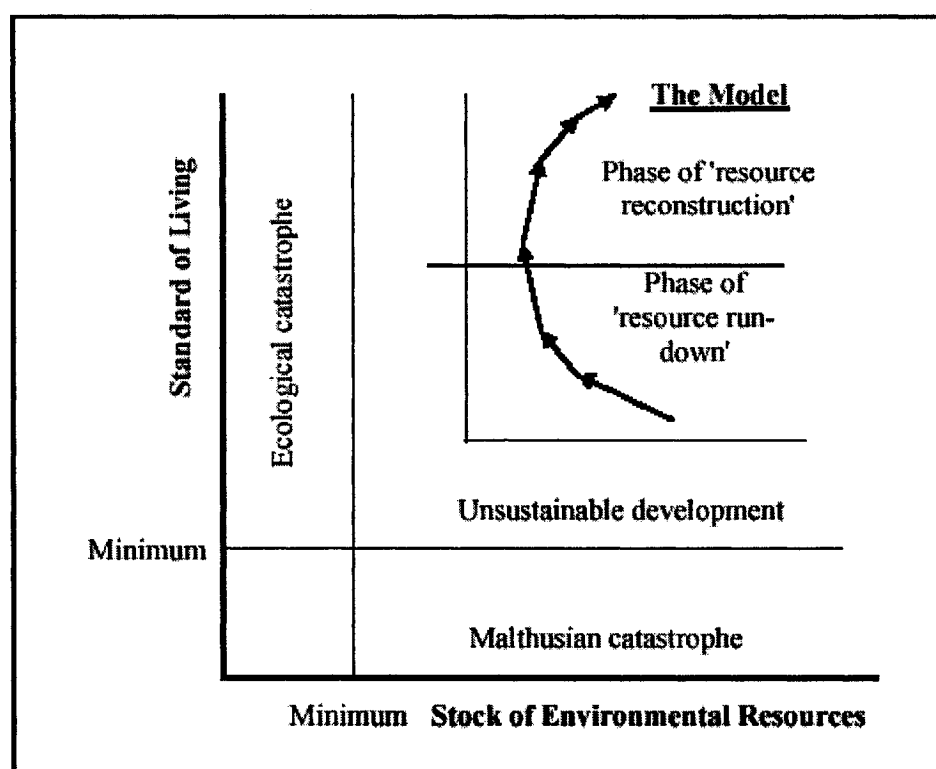 The Model
Phase of 'resource
reconstruction'
Phase of
'resource run-
down'
Standard of Living
Ecological catastrophe
Unsustainable development
Minimum
Malthusian catastrophe
Minimum Stock of Environmental Resources